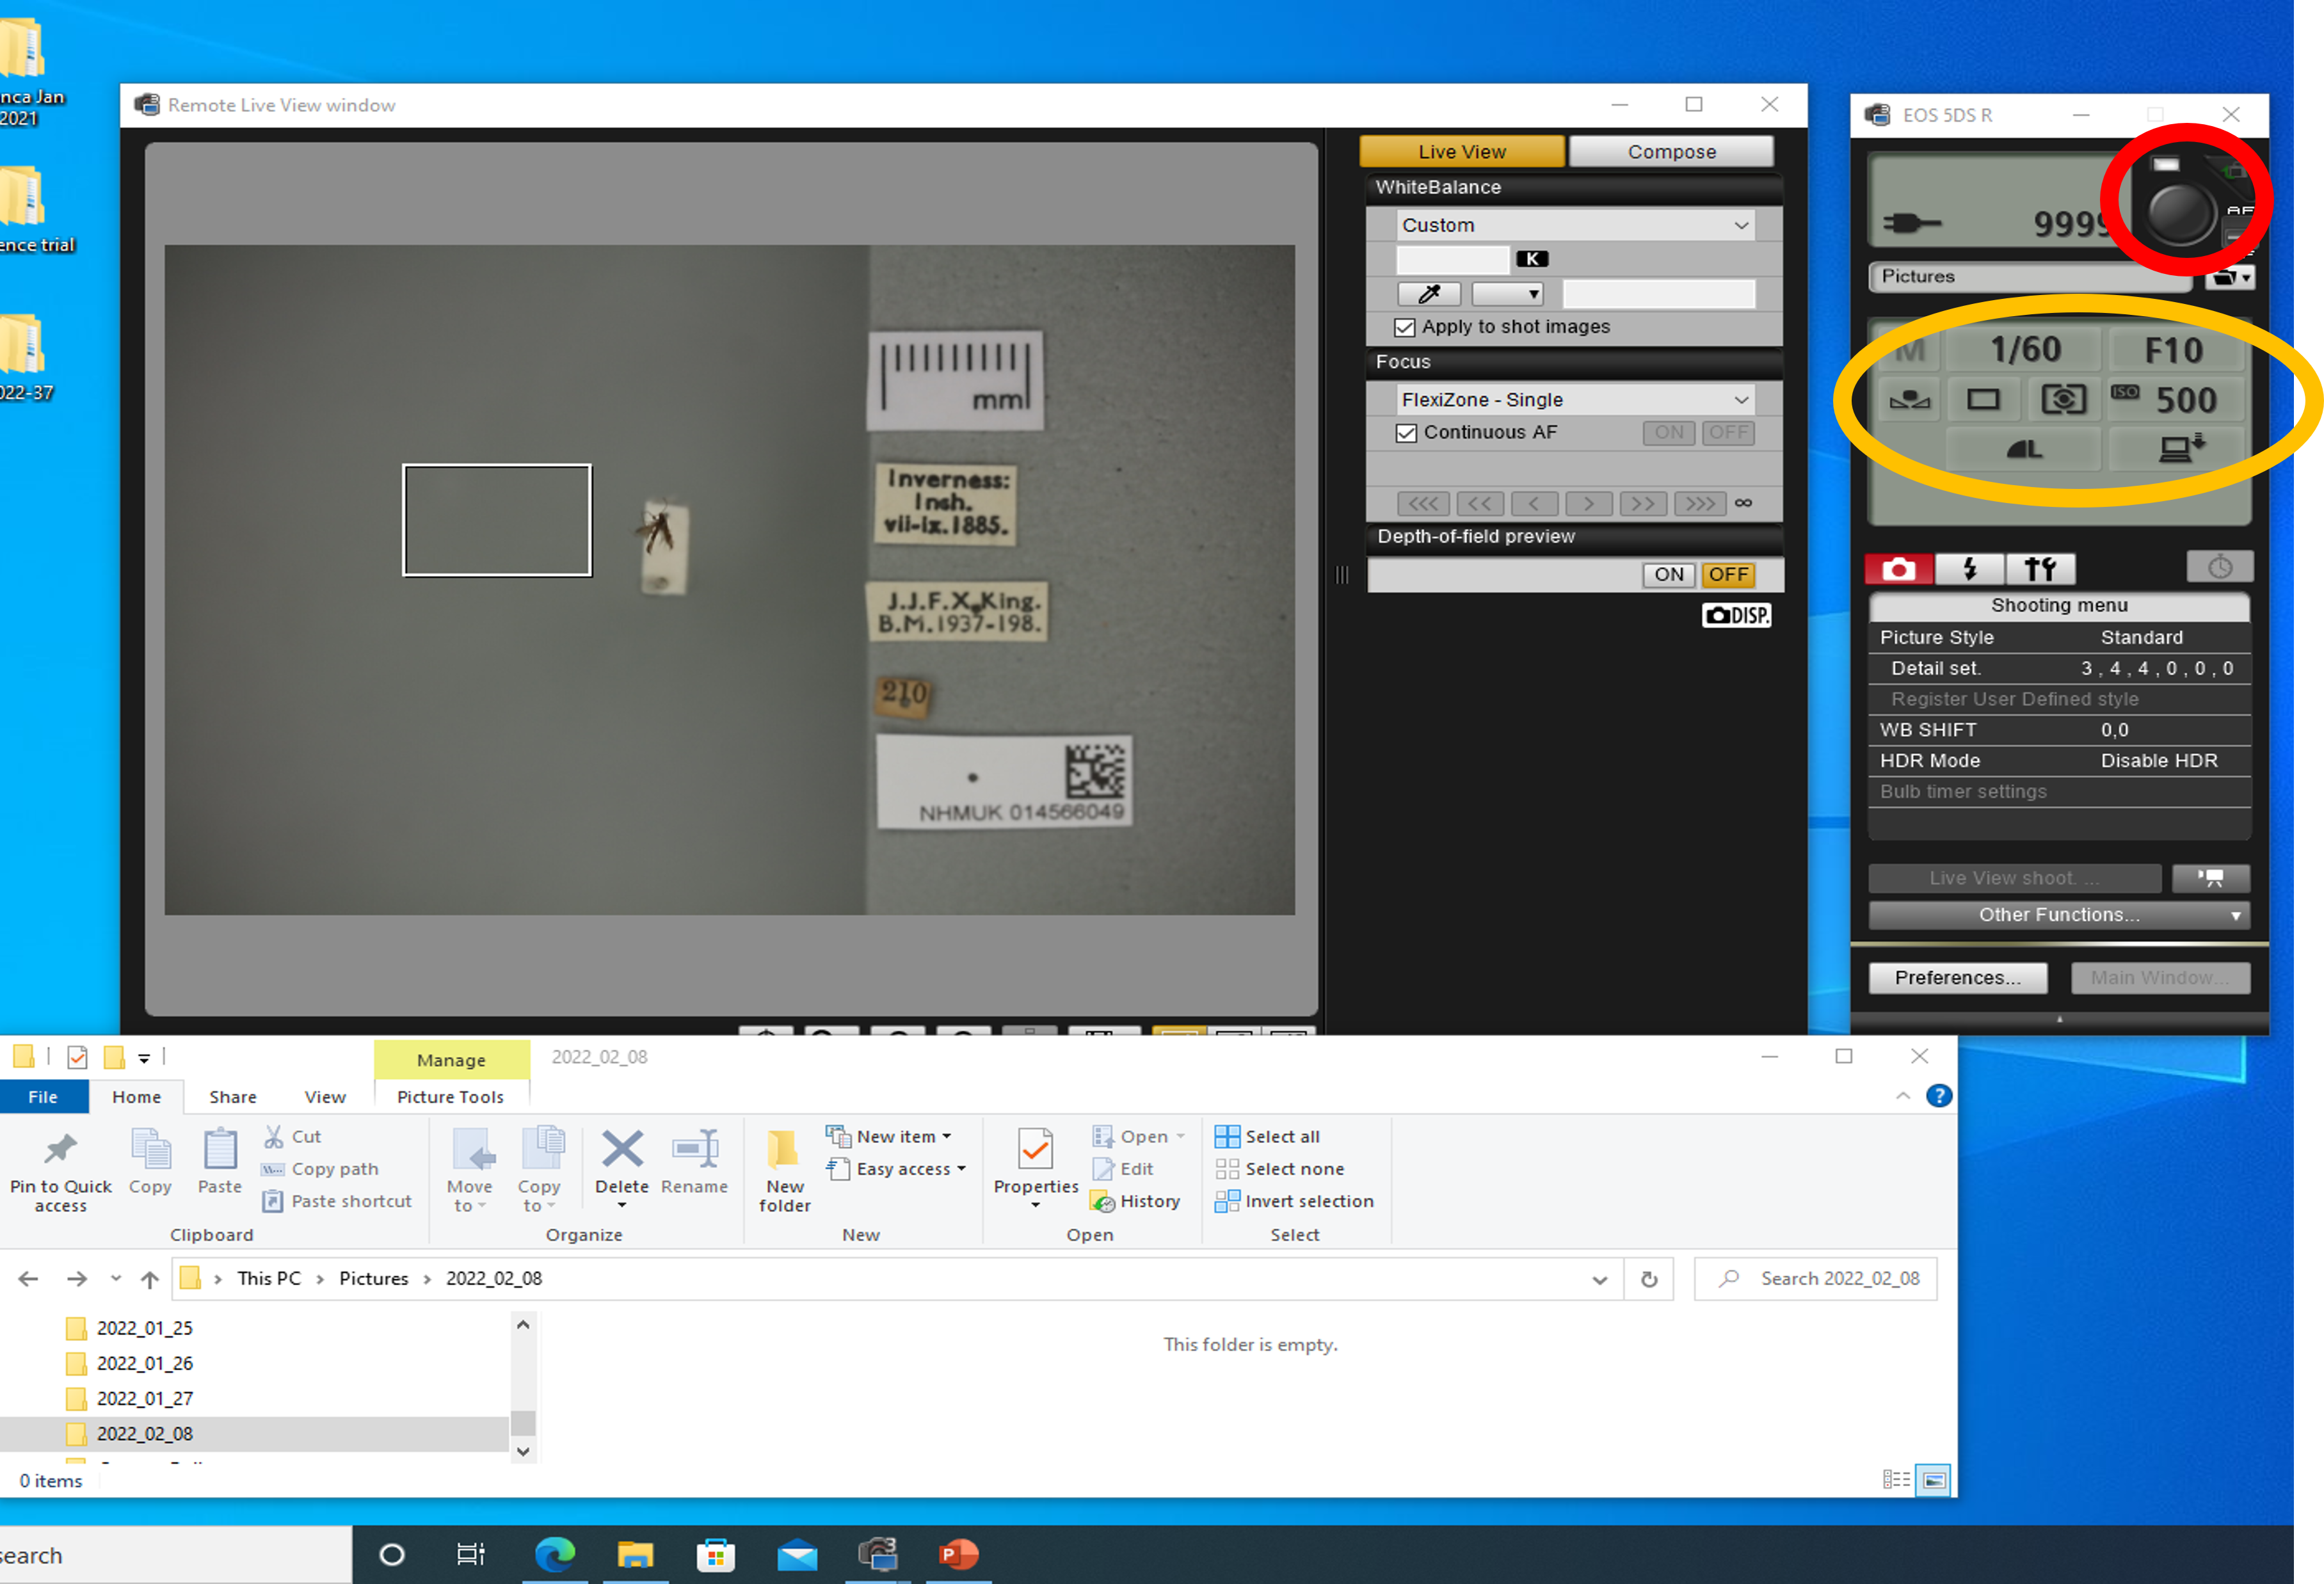 nca Jan
2021
ence trial
022-37
Remote Live View window
mm
Inverness:
Insh.
vii-ix.1885.
J.J.F.X.King.
B.M.1937-198.
210
NHMUK 014566049
Live View
Compose
WhiteBalance
Custom
K
Apply to shot images
Focus
FlexiZone - Single
Continuous AF
ON OFF
<<< << < > >> >>> ∞
Depth-of-field preview
ON OFF
DISP.
EOS 5DS R
9999
AF
Pictures
M 1/60 F10
ISO 500
L
Shooting menu
Picture Style Standard
Detail set. 3 , 4 , 4 , 0 , 0 , 0
Register User Defined style
WB SHIFT 0,0
HDR Mode Disable HDR
Bulb timer settings
Live View shoot. ...
Other Functions...
Preferences... Main Window...
Manage 2022_02_08
File Home Share View Picture Tools
Pin to Quick
access
Copy
Paste
Cut
Copy path
Paste shortcut
Clipboard
Move
to
Copy
to
Delete
Rename
Organize
New
folder
New item
Easy access
New
Properties
Open
Edit
History
Open
Select all
Select none
Invert selection
Select
This PC > Pictures > 2022_02_08
Search 2022_02_08
2022_01_25
2022_01_26
2022_01_27
2022_02_08
This folder is empty.
0 items
search